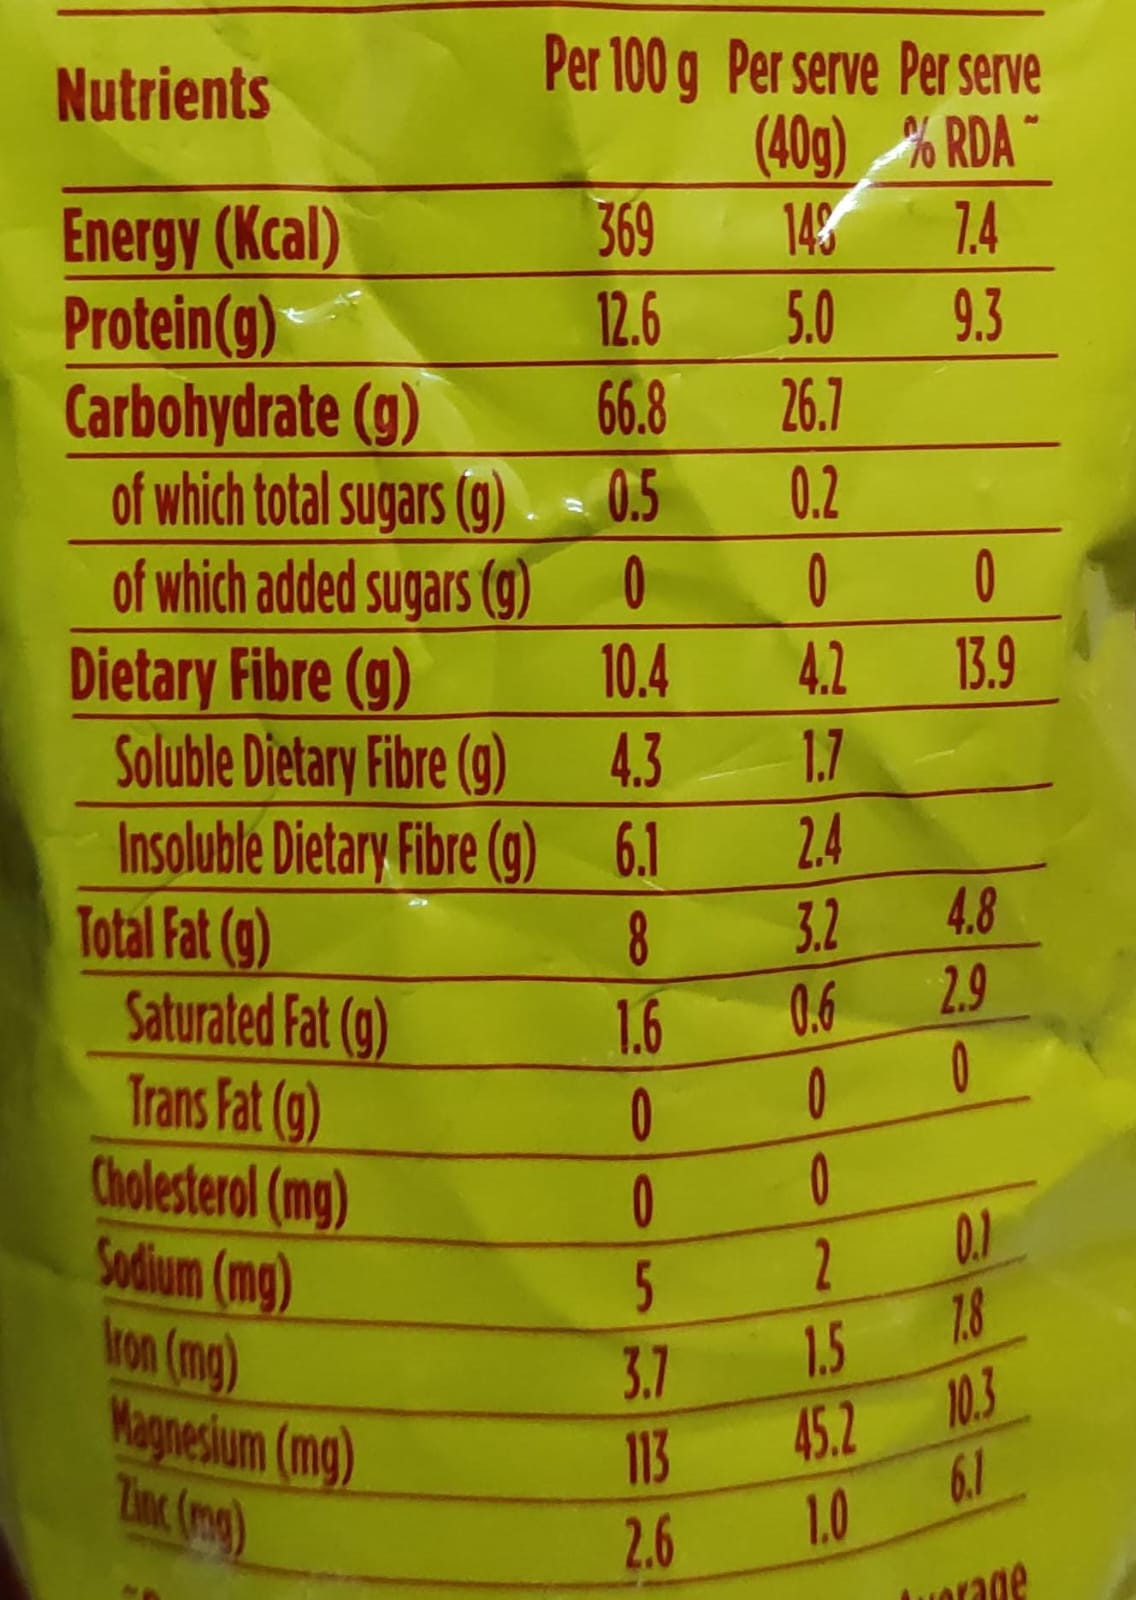 Nutrients Per 100 g Per serve (40g) Per serve % RDA ~
Energy (Kcal) 369 148 7.4
Protein(g) 12.6 5.0 9.3
Carbohydrate (g) 66.8 26.7
of which total sugars (g) 0.5 0.2
of which added sugars (g) 0 0 0
Dietary Fibre (g) 10.4 4.2 13.9
Soluble Dietary Fibre (g) 4.3 1.7
Insoluble Dietary Fibre (g) 6.1 2.4
Total Fat (g) 8 3.2 4.8
Saturated Fat (g) 1.6 0.6 2.9
Trans Fat (g) 0 0 0
Cholesterol (mg) 0 0
Sodium (mg) 5 2 0.1
Iron (mg) 3.7 1.5 7.8
Magnesium (mg) 113 45.2 10.3
Zinc (mg) 2.6 1.0 6.1